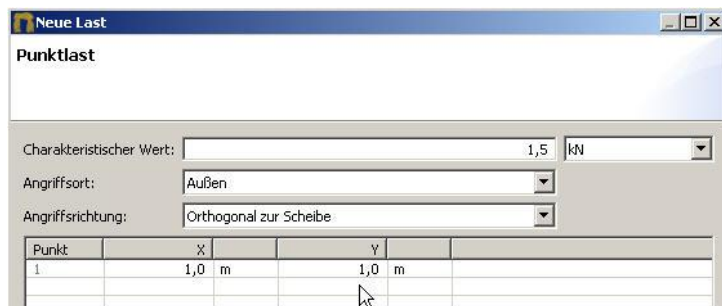 Neue Last
Punktlast
Charakteristischer Wert: 1,5 kN
Angriffsort: Außen
Angriffsrichtung: Orthogonal zur Scheibe
Punkt X Y
1 1,0 m 1,0 m